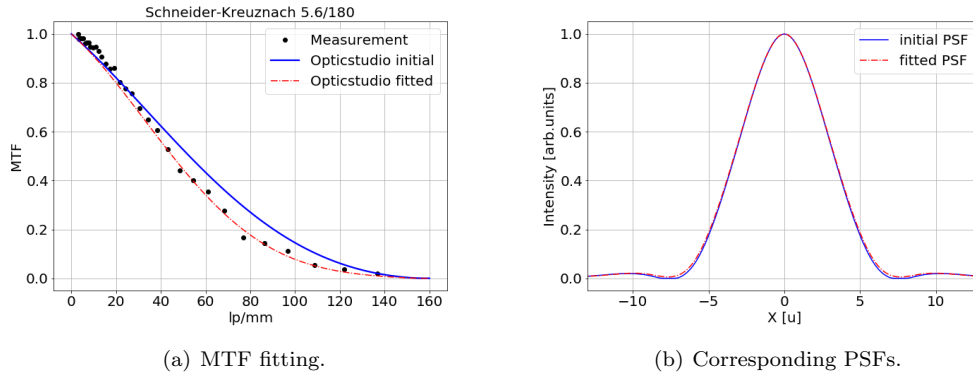 Schneider-Kreuznach 5.6/180
1.0
0.8
0.6
0.4
0.2
0.0
MTF
Measurement
Opticstudio initial
Opticstudio fitted
0 20 40 60 80 100 120 140 160
lp/mm
(a) MTF fitting.
1.0
0.8
0.6
0.4
0.2
0.0
Intensity [arb.units]
initial PSF
fitted PSF
−10 −5 0 5 10
X [u]
(b) Corresponding PSFs.